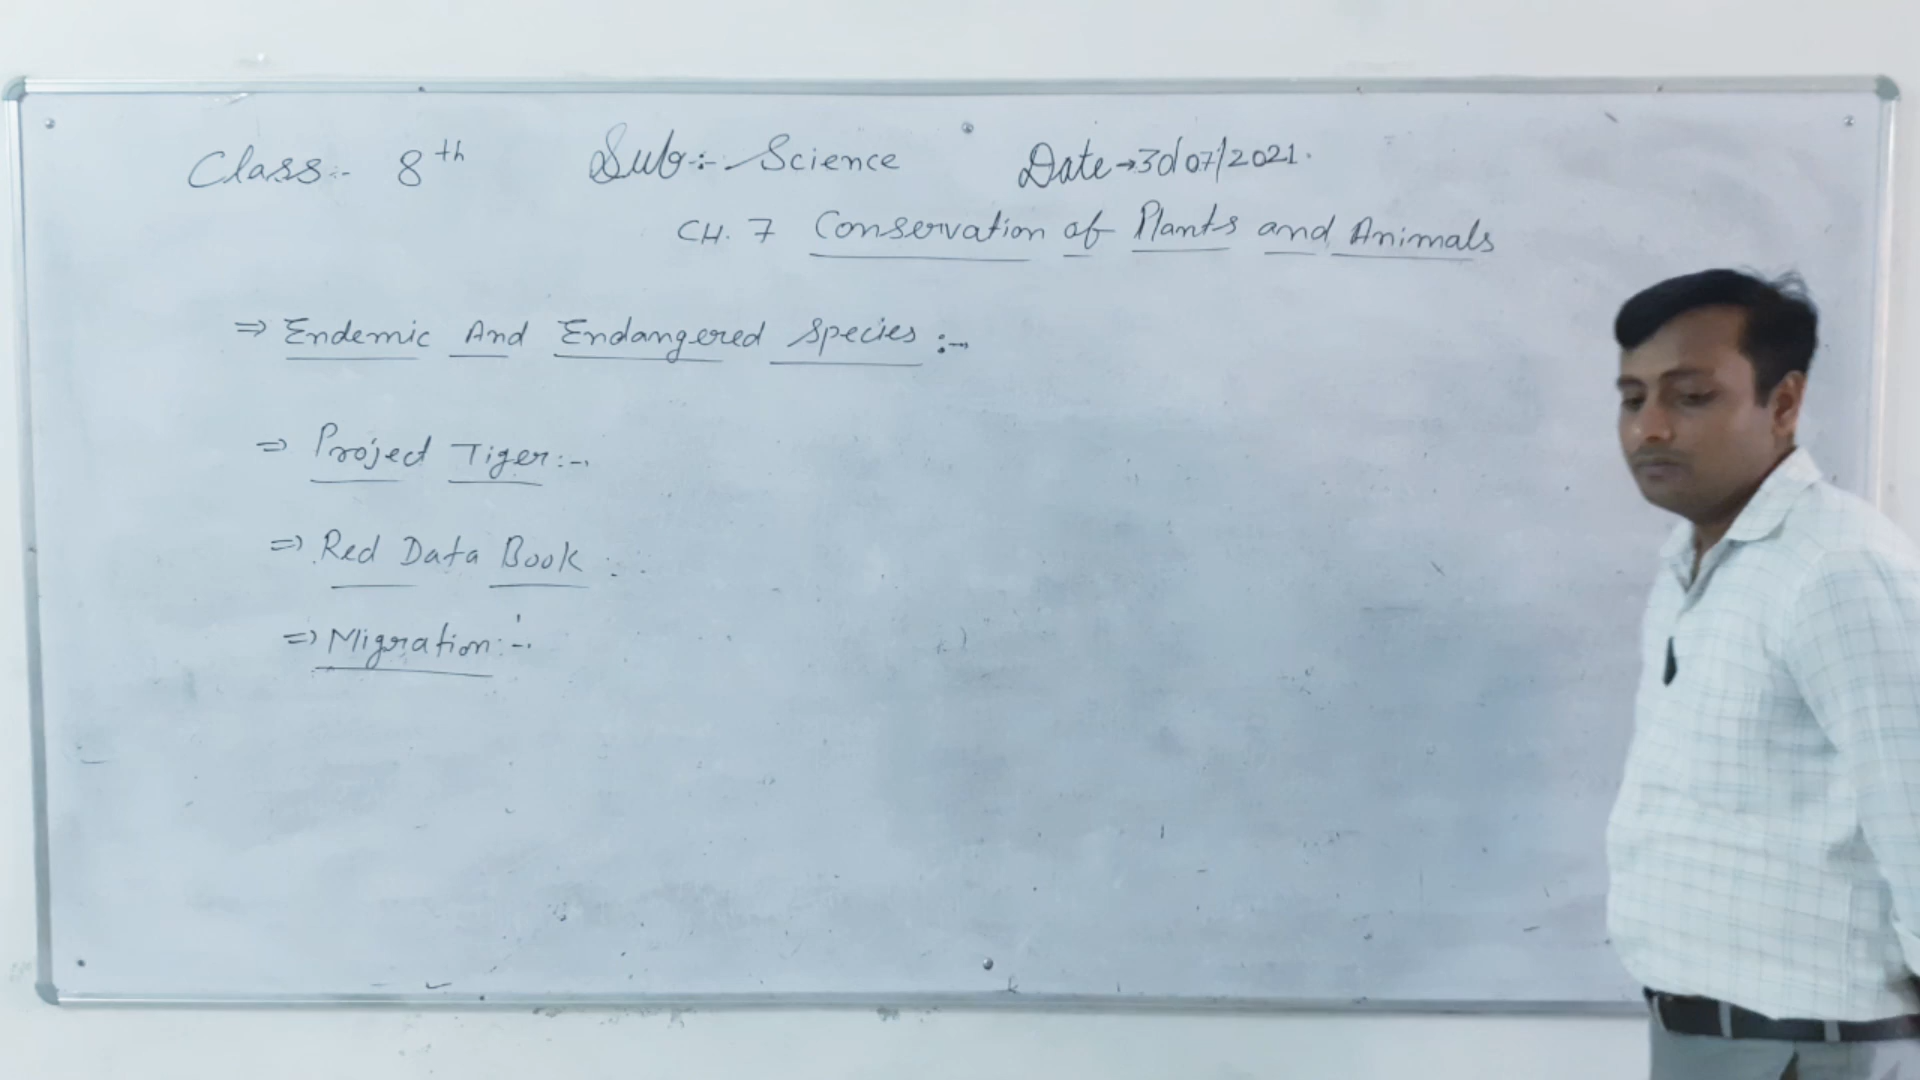 Class:- 8th Sub:- Science Date→30/07/2021.
CH. 7 Conservation of Plants and Animals
⇒ Endemic And Endangered Species:-
⇒ Project Tiger:-
⇒ Red Data Book:
⇒ Migration:-